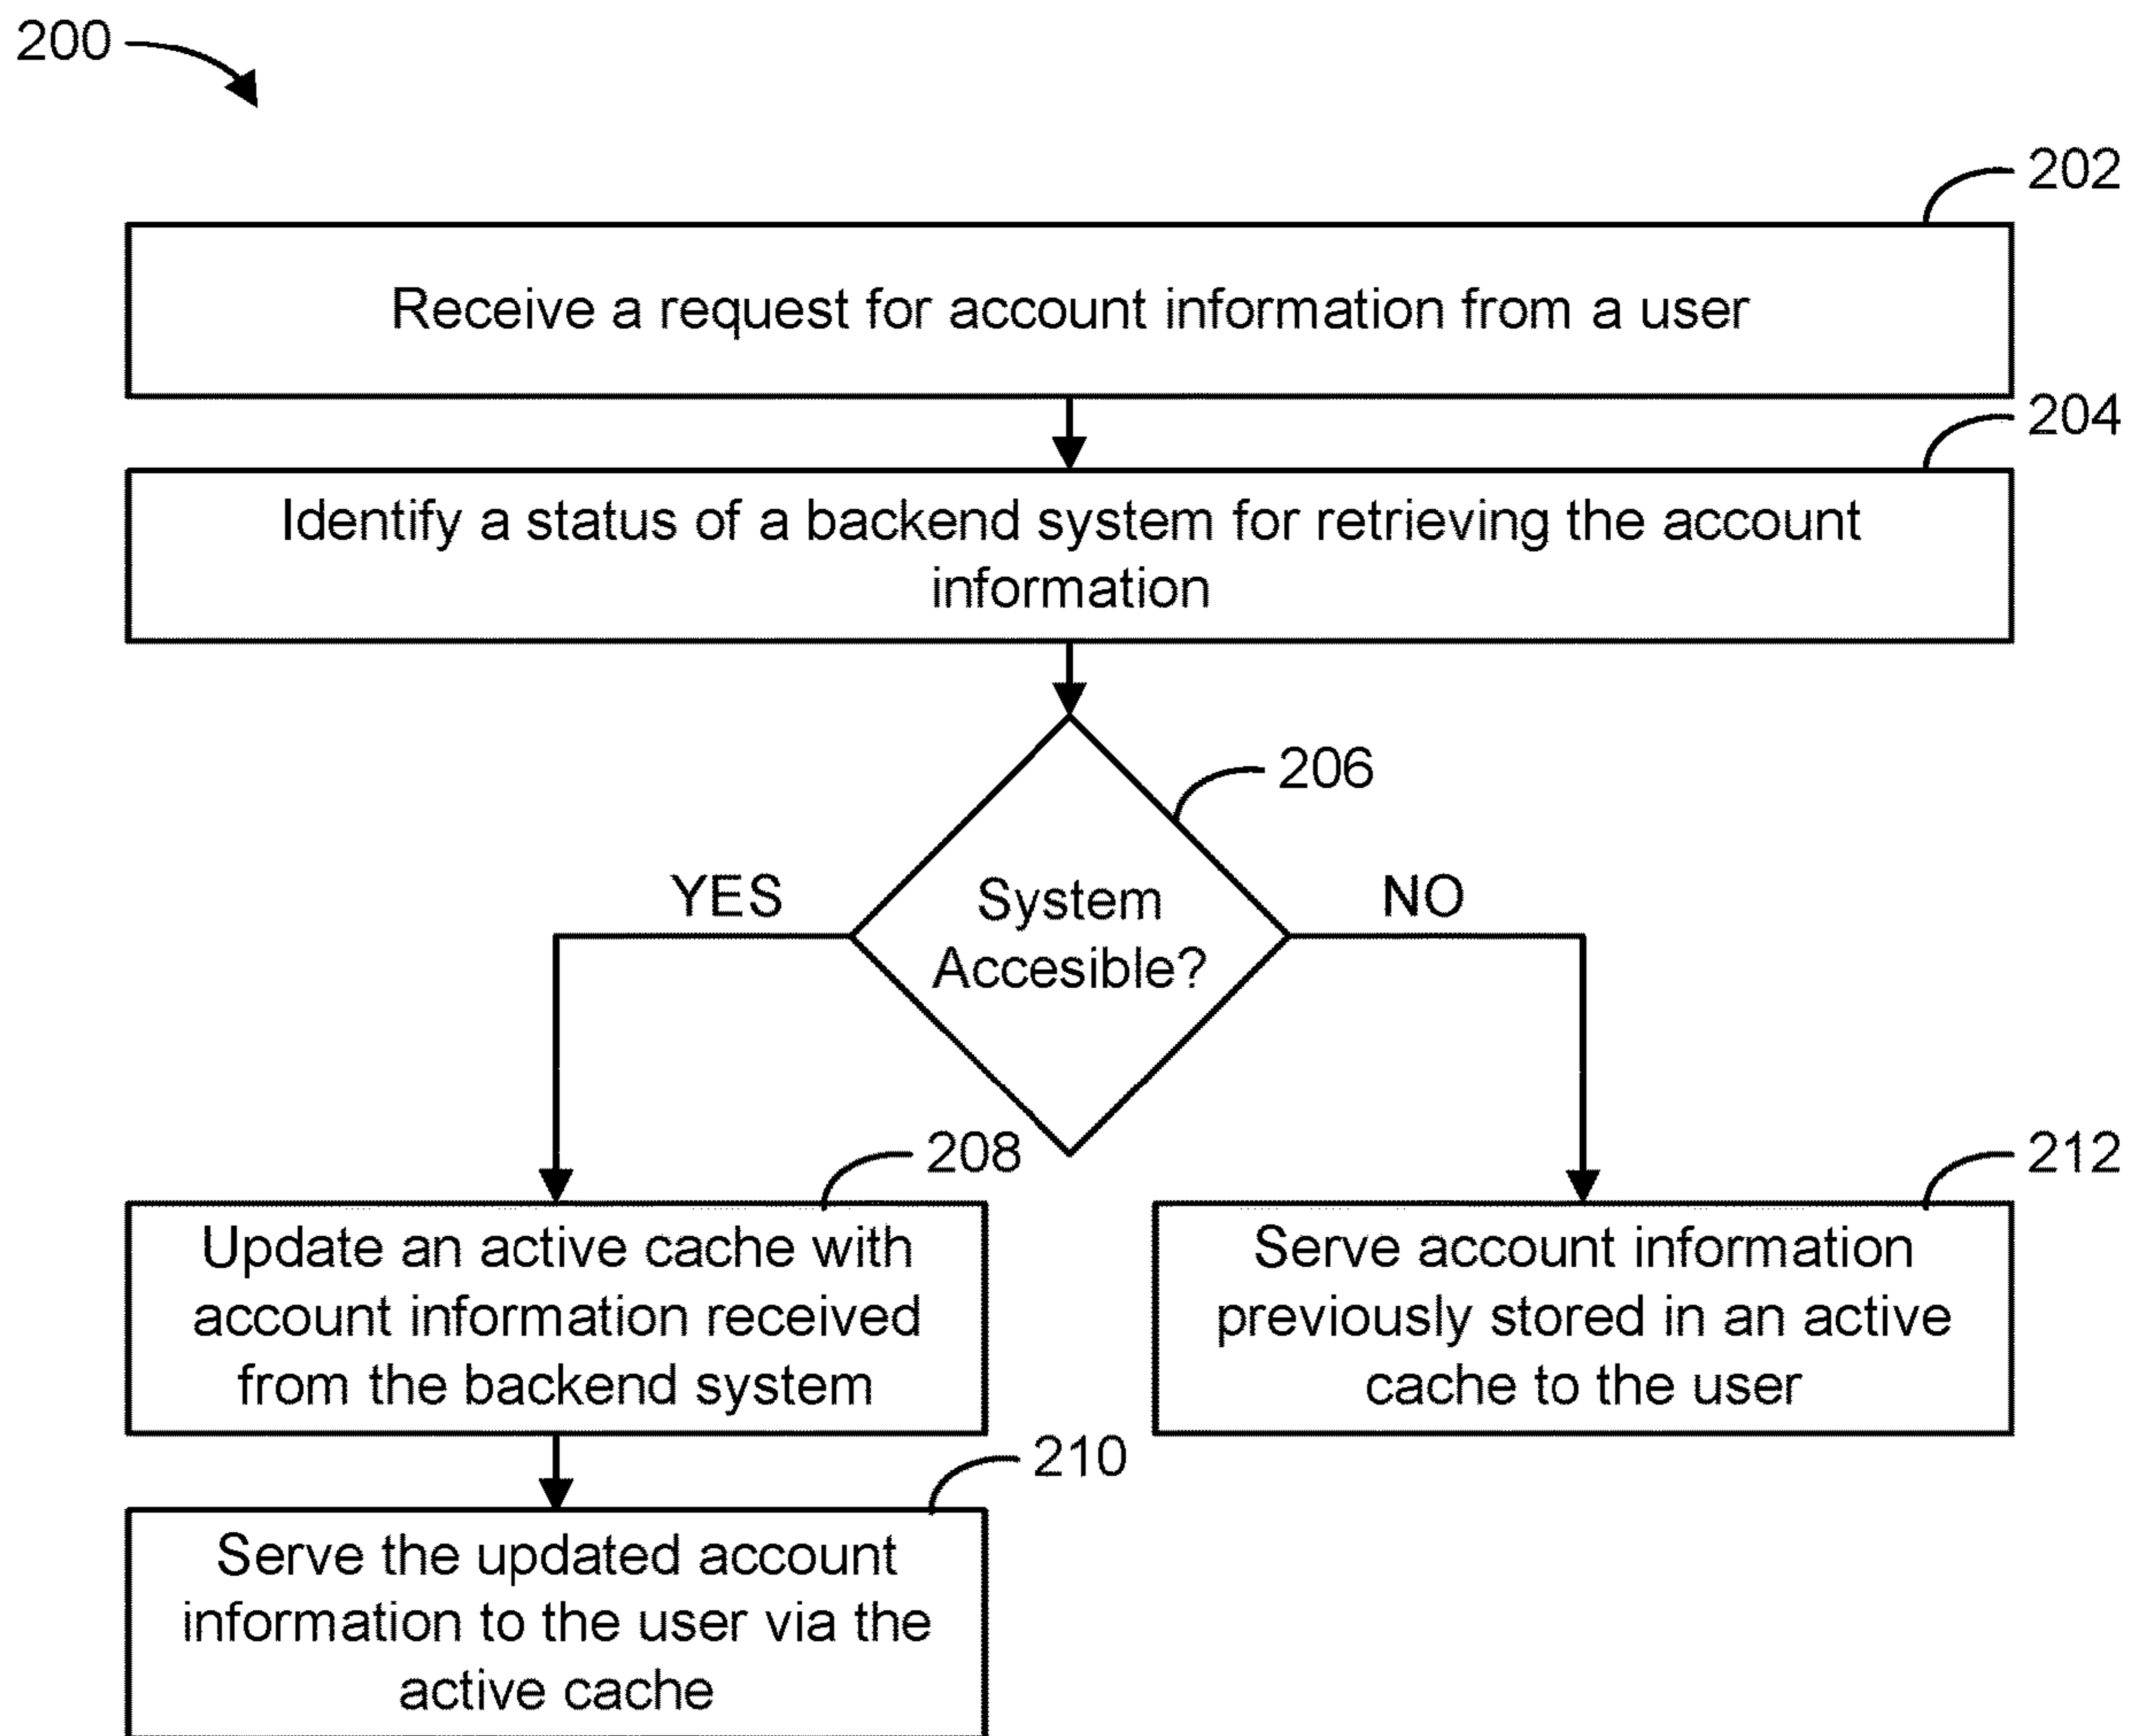 200
202
Receive a request for account information from a user
204
Identify a status of a backend system for retrieving the account
information
206
YES
System
Accesible?
NO
208
212
Update an active cache with
account information received
from the backend system
Serve account information
previously stored in an active
cache to the user
210
Serve the updated account
information to the user via the
active cache